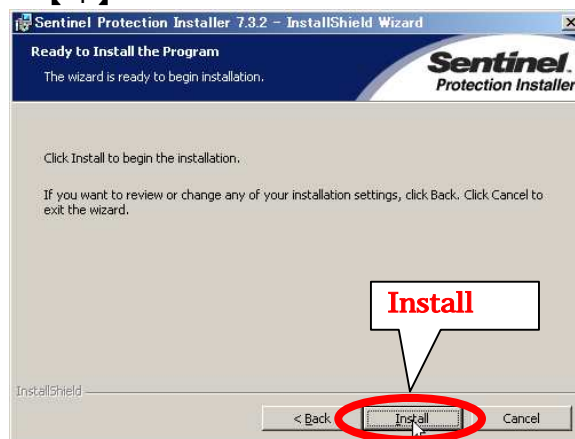 Sentinel Protection Installer 7.3.2 - InstallShield Wizard
Ready to Install the Program
The wizard is ready to begin installation.
Sentinel.
Protection Installer
Click Install to begin the installation.
If you want to review or change any of your installation settings, click Back. Click Cancel to
exit the wizard.
Install
InstallShield
< Back
Install
Cancel